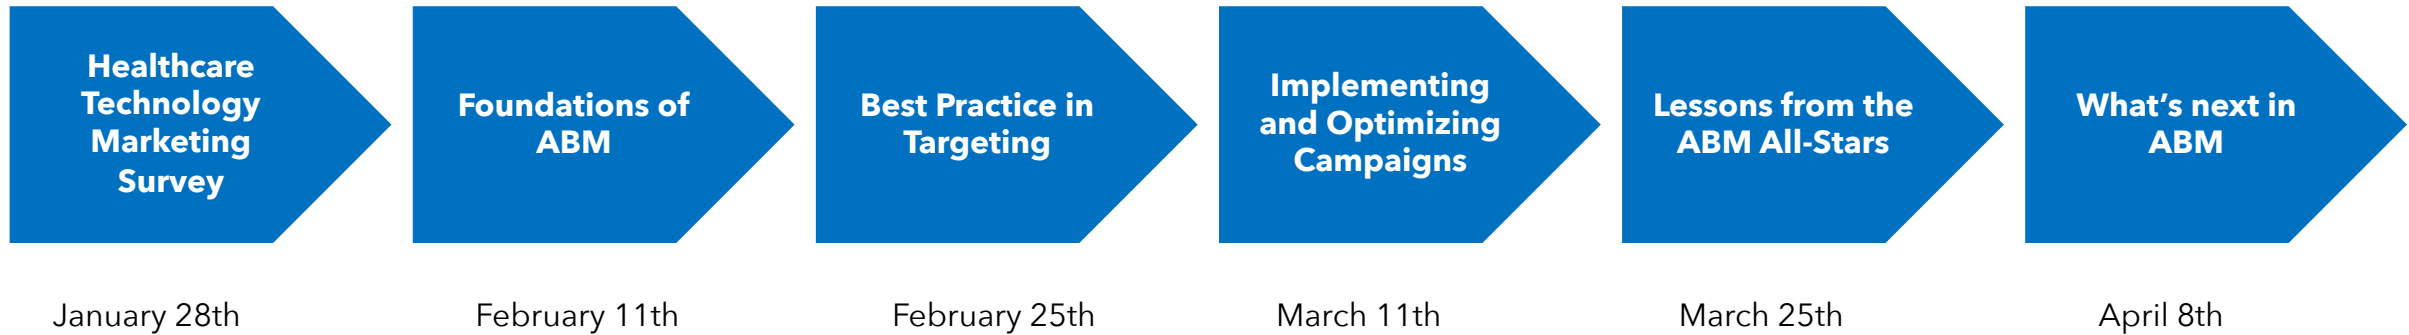 Healthcare
Technology
Marketing
Survey
Foundations of
ABM
Best Practice in
Targeting
Implementing
and Optimizing
Campaigns
Lessons from the
ABM All-Stars
What’s next in
ABM
January 28th
February 11th
February 25th
March 11th
March 25th
April 8th